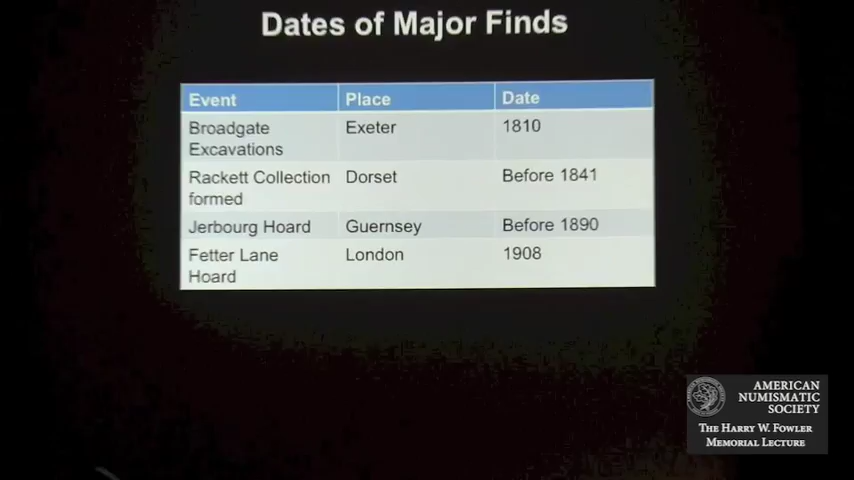 Dates of Major Finds
Event Place Date
Broadgate Excavations Exeter 1810
Rackett Collection formed Dorset Before 1841
Jerbourg Hoard Guernsey Before 1890
Fetter Lane Hoard London 1908
AMERICAN
NUMISMATIC
SOCIETY
THE HARRY W. FOWLER
MEMORIAL LECTURE